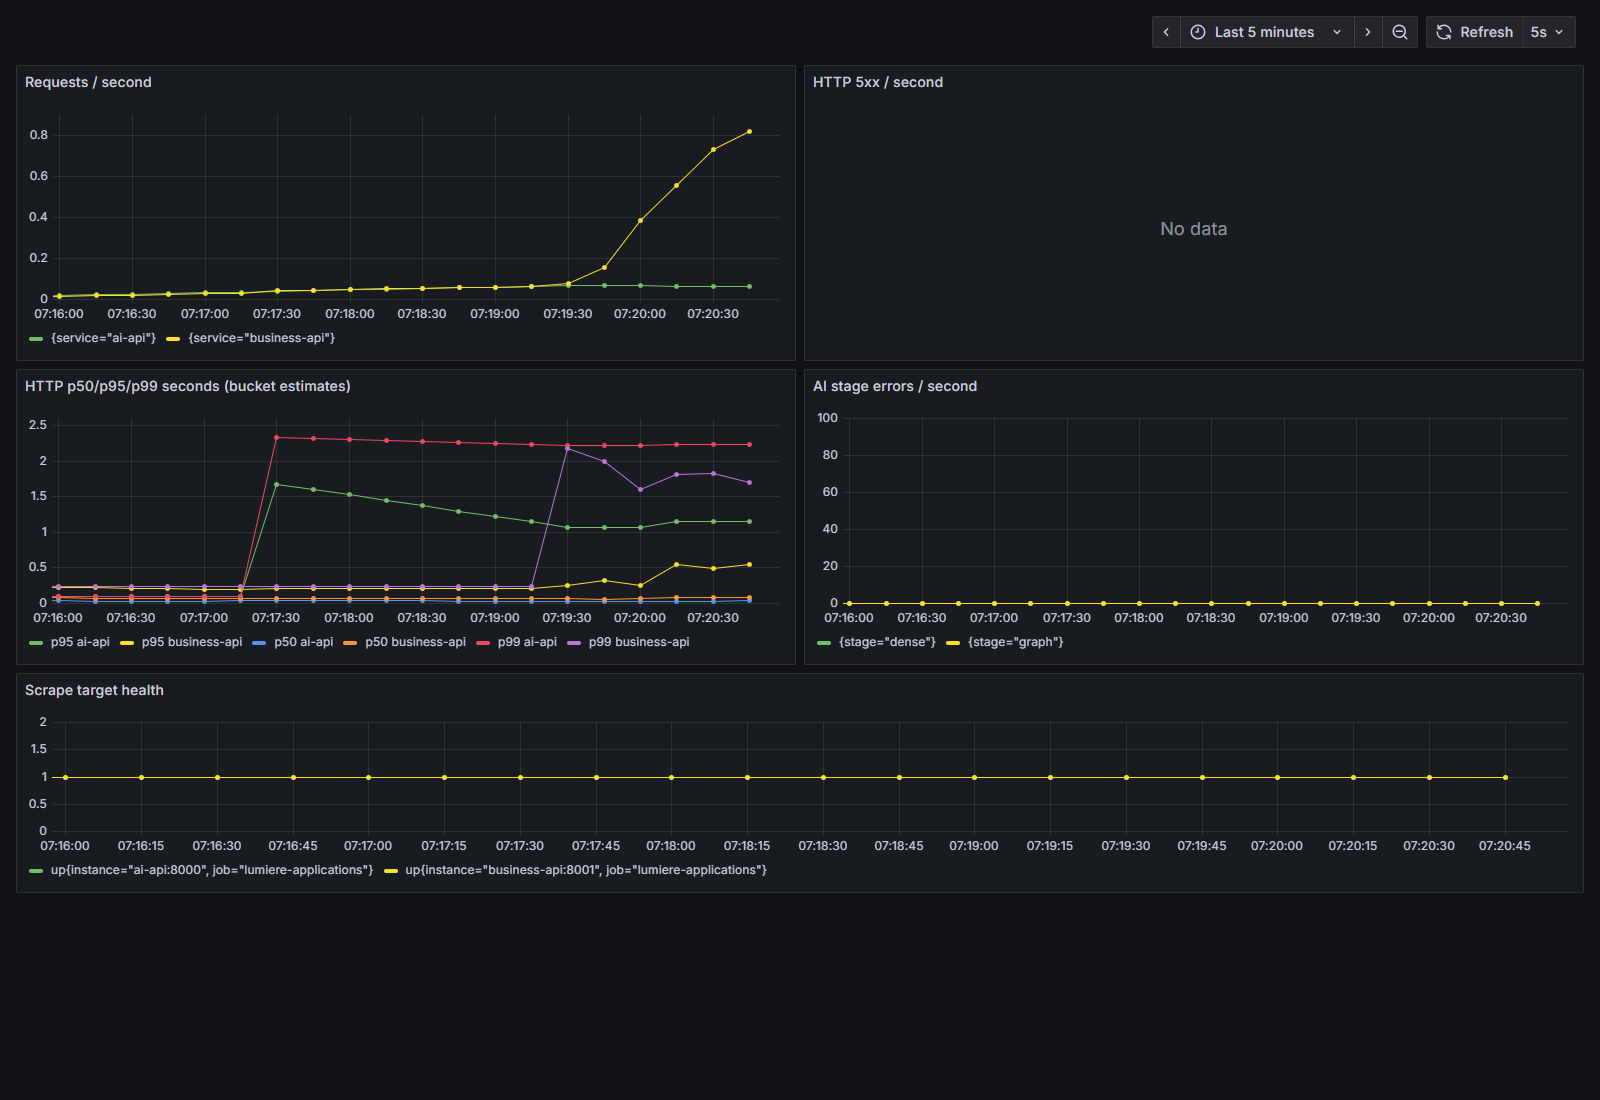 Last 5 minutes Refresh 5s
Requests / second
0.8
0.6
0.4
0.2
0
07:16:00 07:16:30 07:17:00 07:17:30 07:18:00 07:18:30 07:19:00 07:19:30 07:20:00 07:20:30
{service="ai-api"} {service="business-api"}
HTTP 5xx / second
No data
HTTP p50/p95/p99 seconds (bucket estimates)
2.5
2
1.5
1
0.5
0
07:16:00 07:16:30 07:17:00 07:17:30 07:18:00 07:18:30 07:19:00 07:19:30 07:20:00 07:20:30
p95 ai-api p95 business-api p50 ai-api p50 business-api p99 ai-api p99 business-api
AI stage errors / second
100
80
60
40
20
0
07:16:00 07:16:30 07:17:00 07:17:30 07:18:00 07:18:30 07:19:00 07:19:30 07:20:00 07:20:30
{stage="dense"} {stage="graph"}
Scrape target health
2
1.5
1
0.5
0
07:16:00 07:16:15 07:16:30 07:16:45 07:17:00 07:17:15 07:17:30 07:17:45 07:18:00 07:18:15 07:18:30 07:18:45 07:19:00 07:19:15 07:19:30 07:19:45 07:20:00 07:20:15 07:20:30 07:20:45
up{instance="ai-api:8000", job="lumiere-applications"} up{instance="business-api:8001", job="lumiere-applications"}